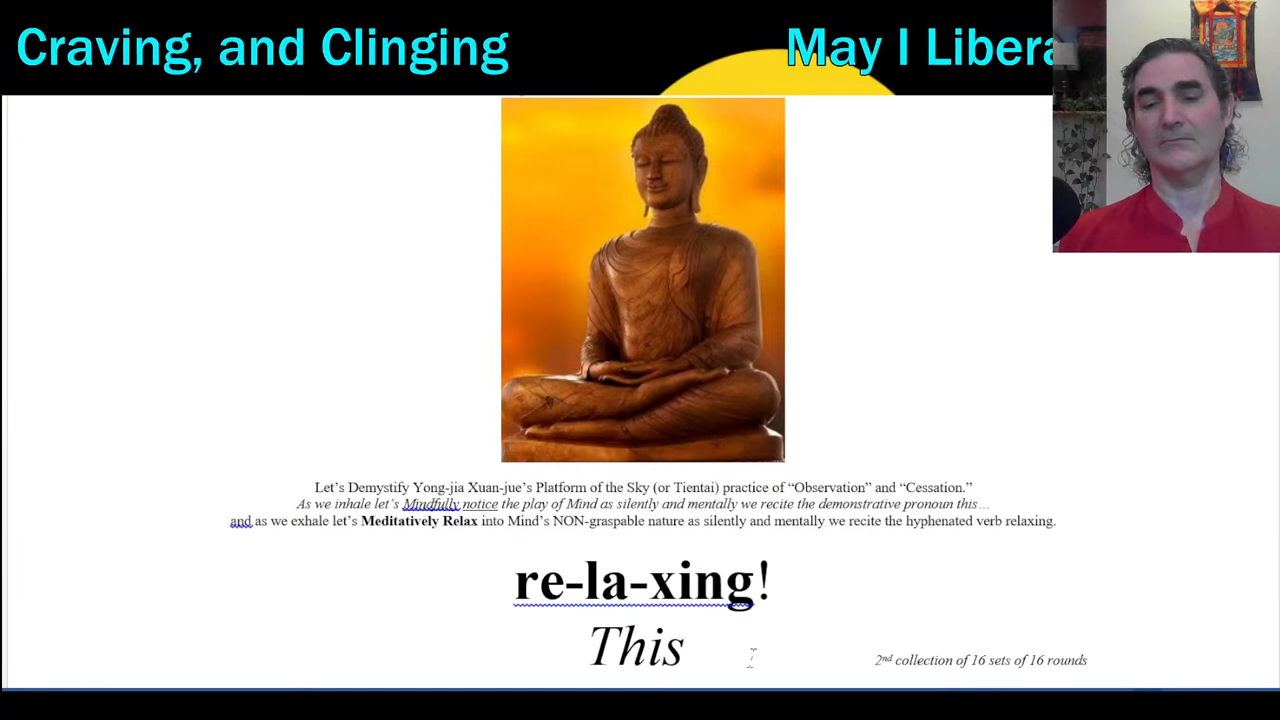 Craving, and Clinging
May I Libera
Let's Demystify Yong-jia Xuan-jue's Platform of the Sky (or Tientai) practice of “Observation” and “Cessation.”
As we inhale let's Mindfully notice the play of Mind as silently and mentally we recite the demonstrative pronoun this…
and as we exhale let's Meditatively Relax into Mind's NON-graspable nature as silently and mentally we recite the hyphenated verb relaxing.
re-la-xing!
This
2nd collection of 16 sets of 16 rounds